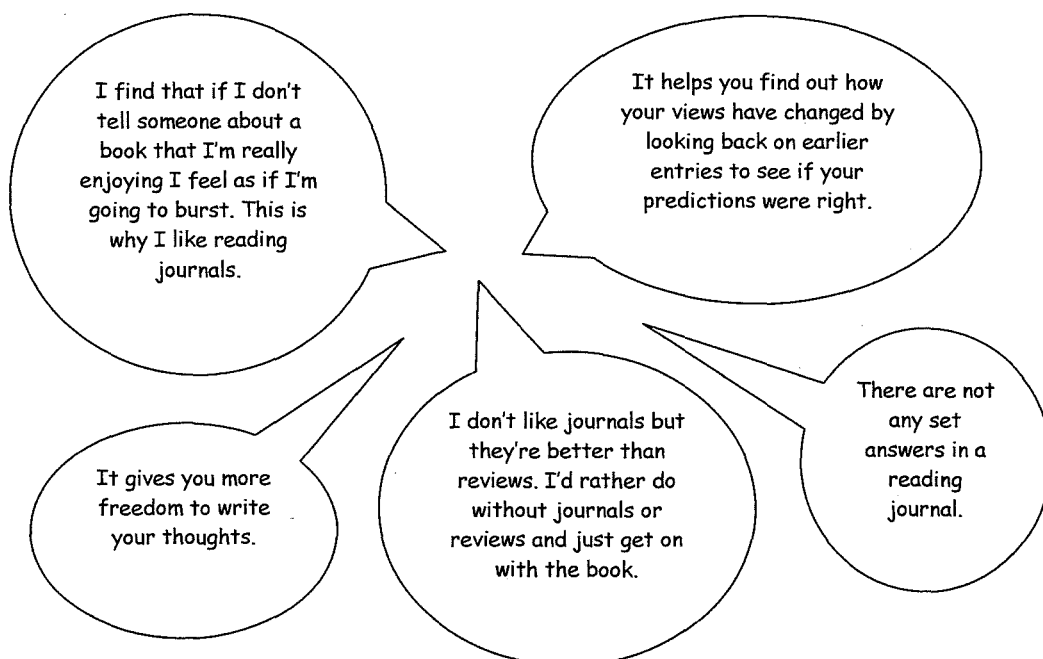 I find that if I don't
tell someone about a
book that I'm really
enjoying I feel as if I'm
going to burst. This is
why I like reading
journals.
It helps you find out how
your views have changed by
looking back on earlier
entries to see if your
predictions were right.
It gives you more
freedom to write
your thoughts.
I don't like journals but
they're better than
reviews. I'd rather do
without journals or
reviews and just get on
with the book.
There are not
any set
answers in a
reading
journal.